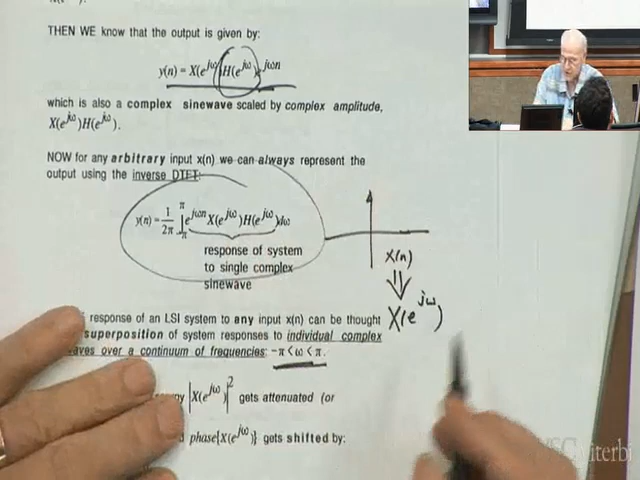 THEN WE know that the output is given by:
y(n) = X(e^jω)H(e^jω)e^jωn
which is also a complex sinewave scaled by complex amplitude,
X(e^jω)H(e^jω).
NOW for any arbitrary input x(n) we can always represent the
output using the inverse DTFT:
y(n) = 1/2π ∫_-π^π e^jωn X(e^jω)H(e^jω)dω
response of system
to single complex
sinewave
X(n)
⇓
X(e^jω)
response of an LSI system to any input x(n) can be thought
superposition of system responses to individual complex
over a continuum of frequencies: -π < ω < π.
|X(e^jω)|^2 gets attenuated (or
phase{X(e^jω)} gets shifted by:
USC Viterbi